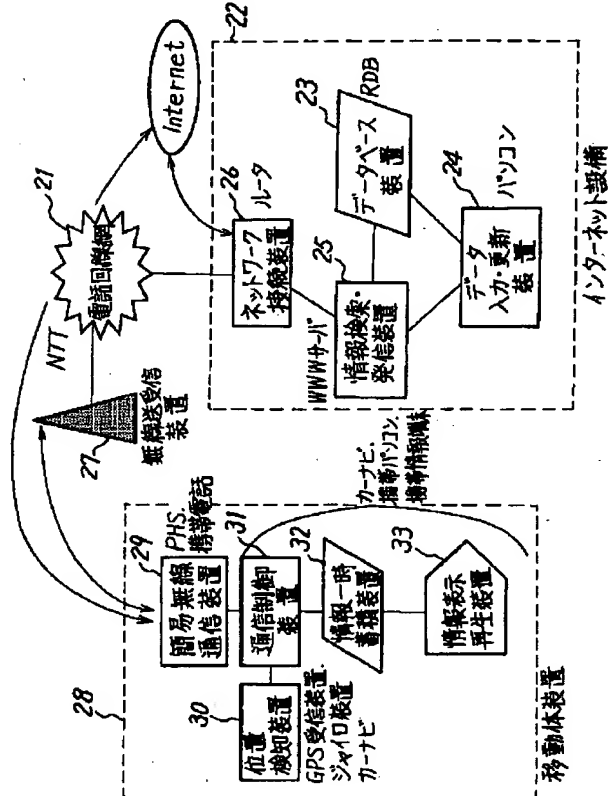 28
29
簡易無線
通信装置
PHS.
携帯電話
30
位置
検知装置
GPS受信装置.
ジャイロ装置
カーナビ
31
通信制御
装置
32
情報一時
蓄積装置
33
情報表示
再生装置
カーナビ.
携帯パソコン.
携帯情報端末
移動体装置
27
無線送受信
装置
NTT
21
電話回線網
Internet
22
26
ネットワーク
接続装置
ルータ
WWWサーバ
25
情報検索・
発信装置
23
データベース
装置
RDB
24
データ
入力・更新
装置
パソコン
インターネット設備